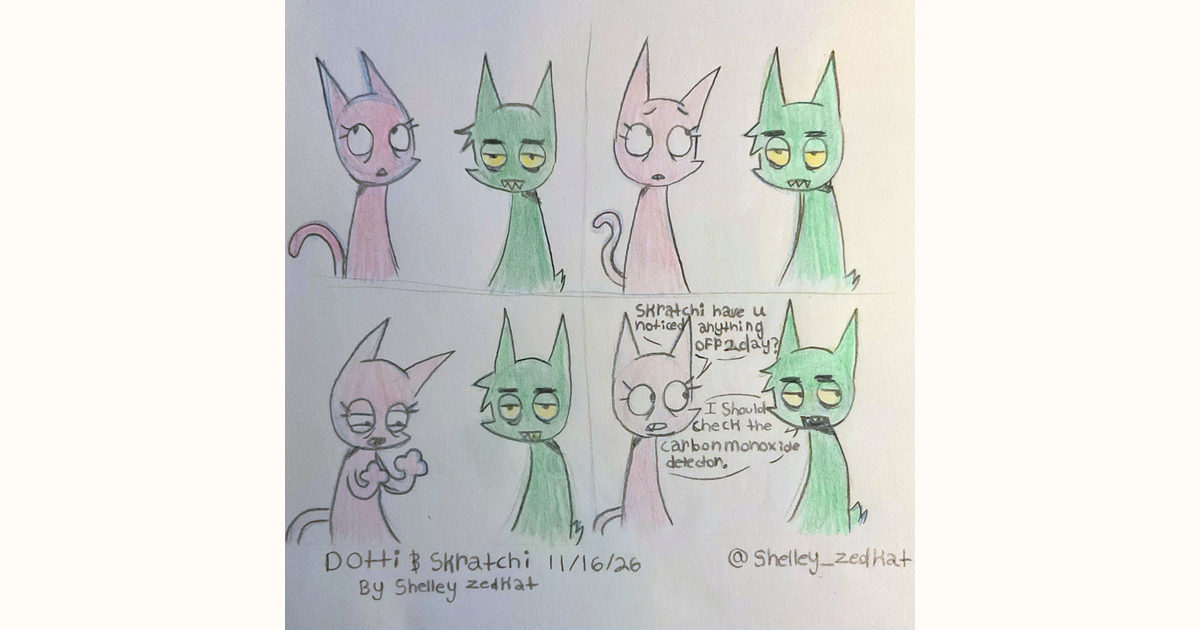 Skratchi have u
noticed anything
OFF 2day?
I Should
check the
carbon monoxide
detector.
Dotti & Skratchi 11/16/26
By Shelley zedkat
@Shelley_zedkat